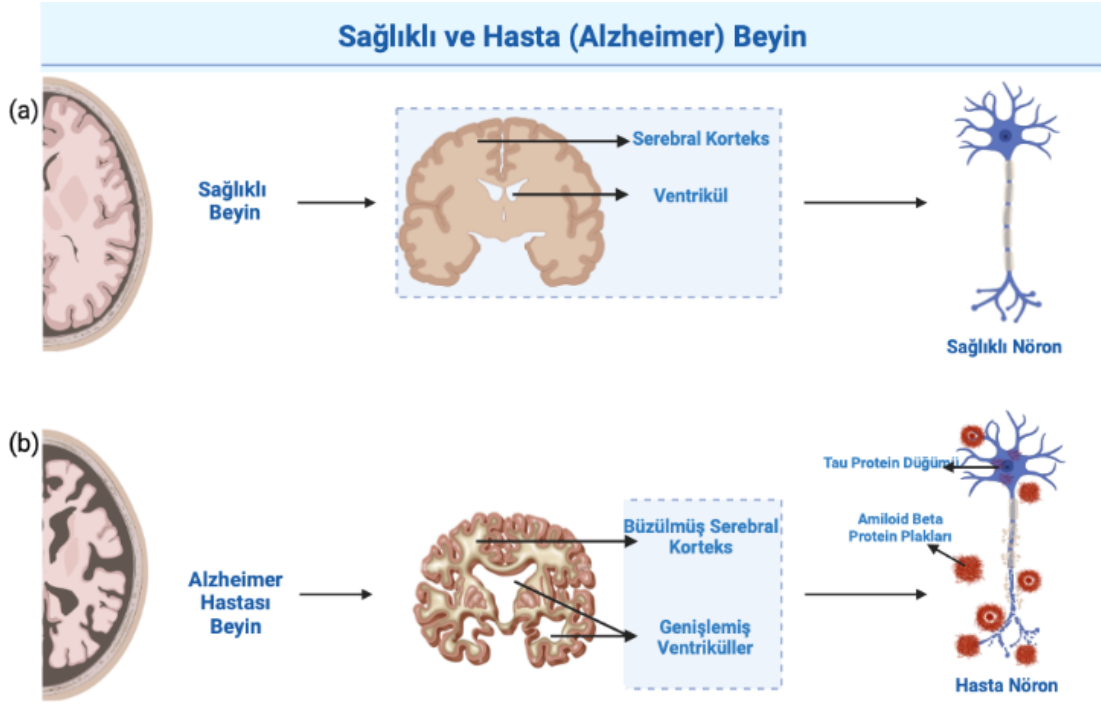 Sağlıklı ve Hasta (Alzheimer) Beyin
(a)
Sağlıklı
Beyin
Serebral Korteks
Ventrikül
Sağlıklı Nöron
(b)
Alzheimer
Hastası
Beyin
Büzülmüş Serebral
Korteks
Genişlemiş
Ventriküller
Tau Protein Düğümü
Amiloid Beta
Protein Plakları
Hasta Nöron